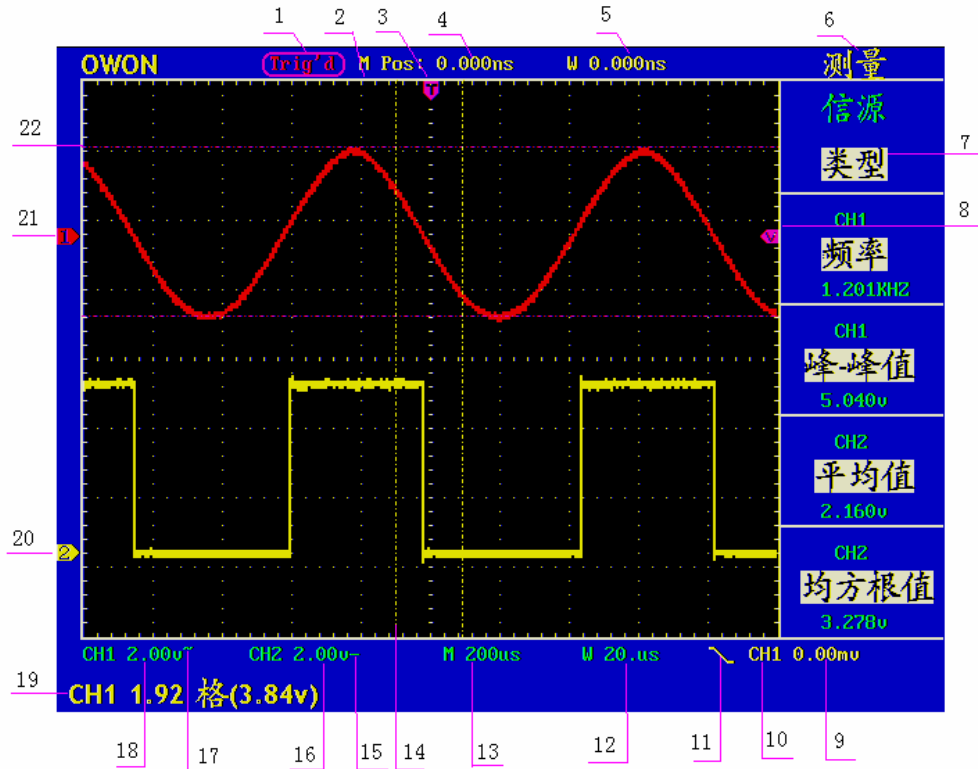 1 2 3 4 5 6
OWON Trig'd M Pos: 0.000ns W 0.000ns 测量
T
信源
类型
7
22
21
1
v
8
CH1
频率
1.201KHZ
CH1
峰-峰值
5.040v
CH2
平均值
2.160v
20
2
CH2
均方根值
3.278v
CH1 2.00v~ CH2 2.00v- M 200us W 20.us CH1 0.00mv
19
CH1 1.92 格(3.84v)
18 17 16 15 14 13 12 11 10 9